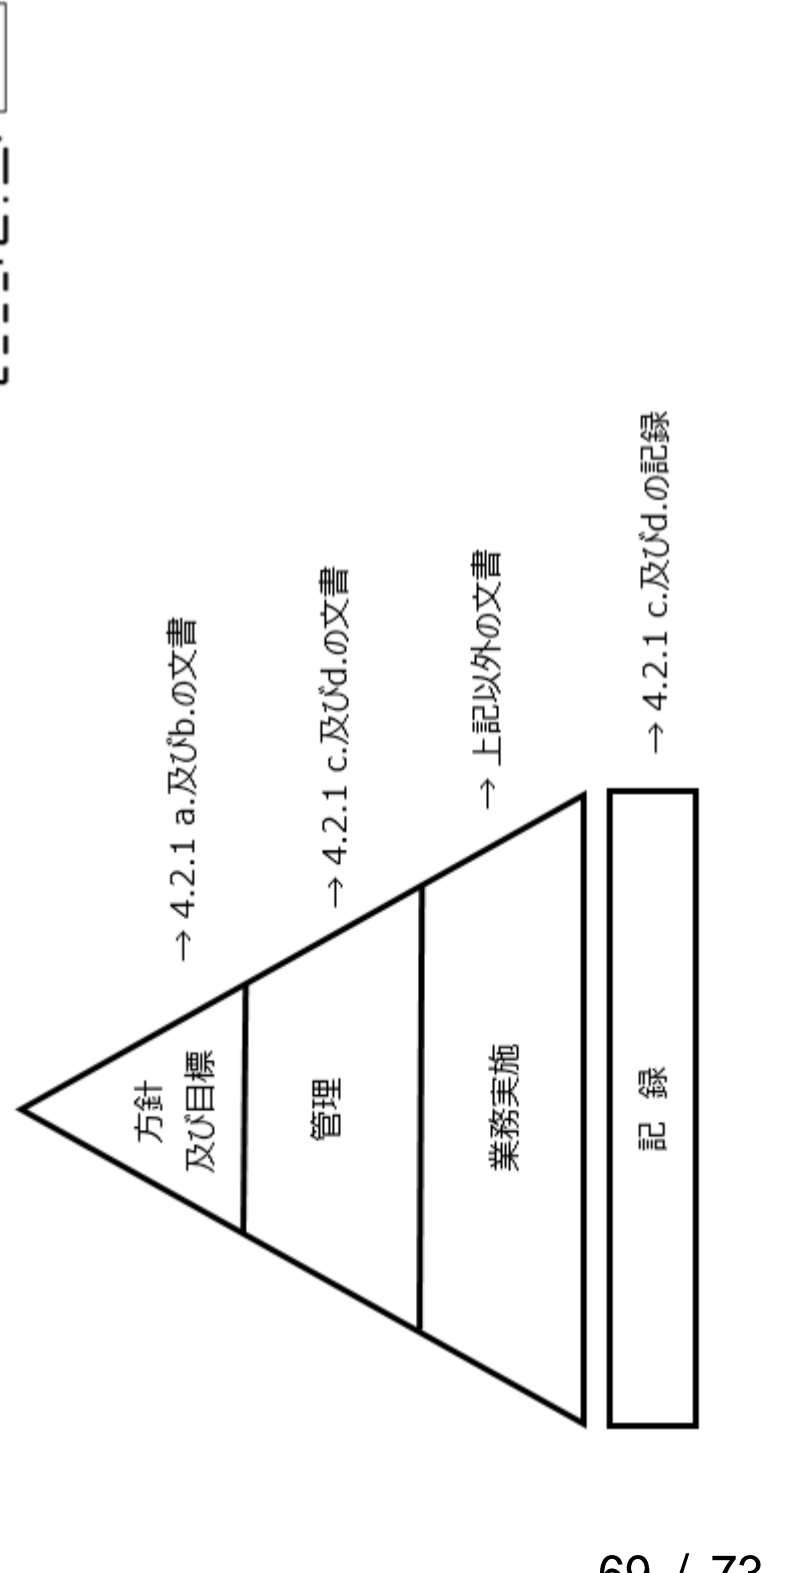 方針
及び目標
→ 4.2.1 a.及びb.の文書
管理
→ 4.2.1 c.及びd.の文書
業務実施
→ 上記以外の文書
記 録
→ 4.2.1 c.及びd.の記録
69 / 73